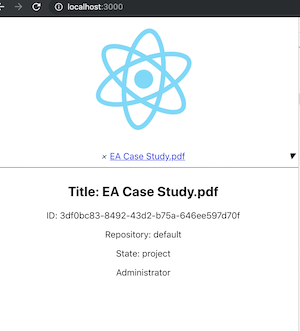 localhost:3000
× EA Case Study.pdf
Title: EA Case Study.pdf
ID: 3df0bc83-8492-43d2-b75a-646ee597d70f
Repository: default
State: project
Administrator